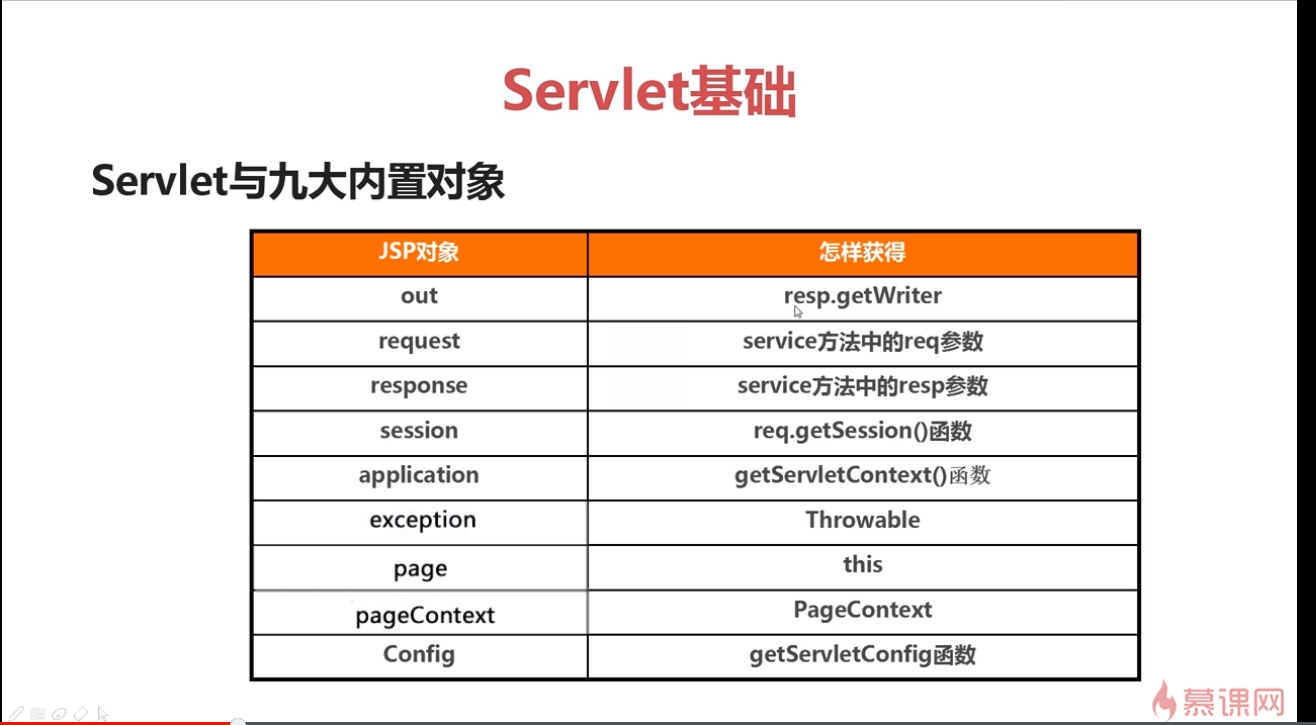 Servlet基础
Servlet与九大内置对象
JSP对象 怎样获得
out resp.getWriter
request service方法中的req参数
response service方法中的resp参数
session req.getSession()函数
application getServletContext()函数
exception Throwable
page this
pageContext PageContext
Config getServletConfig函数
慕课网